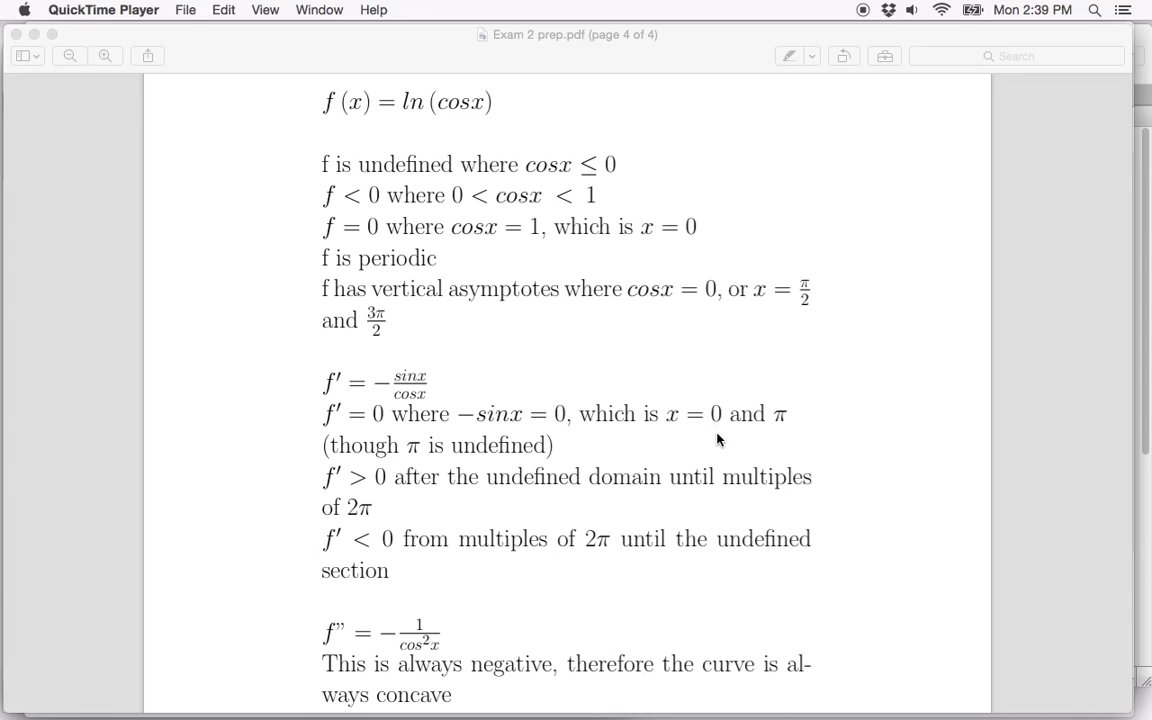 QuickTime Player File Edit View Window Help Mon 2:39 PM
Exam 2 prep.pdf (page 4 of 4)
Search
f (x) = ln (cosx)
f is undefined where cosx ≤ 0
f < 0 where 0 < cosx < 1
f = 0 where cosx = 1, which is x = 0
f is periodic
f has vertical asymptotes where cosx = 0, or x = π/2
and 3π/2
f′ = −sinx/cosx
f′ = 0 where −sinx = 0, which is x = 0 and π
(though π is undefined)
f′ > 0 after the undefined domain until multiples
of 2π
f′ < 0 from multiples of 2π until the undefined
section
f” = −1/cos²x
This is always negative, therefore the curve is al-
ways concave